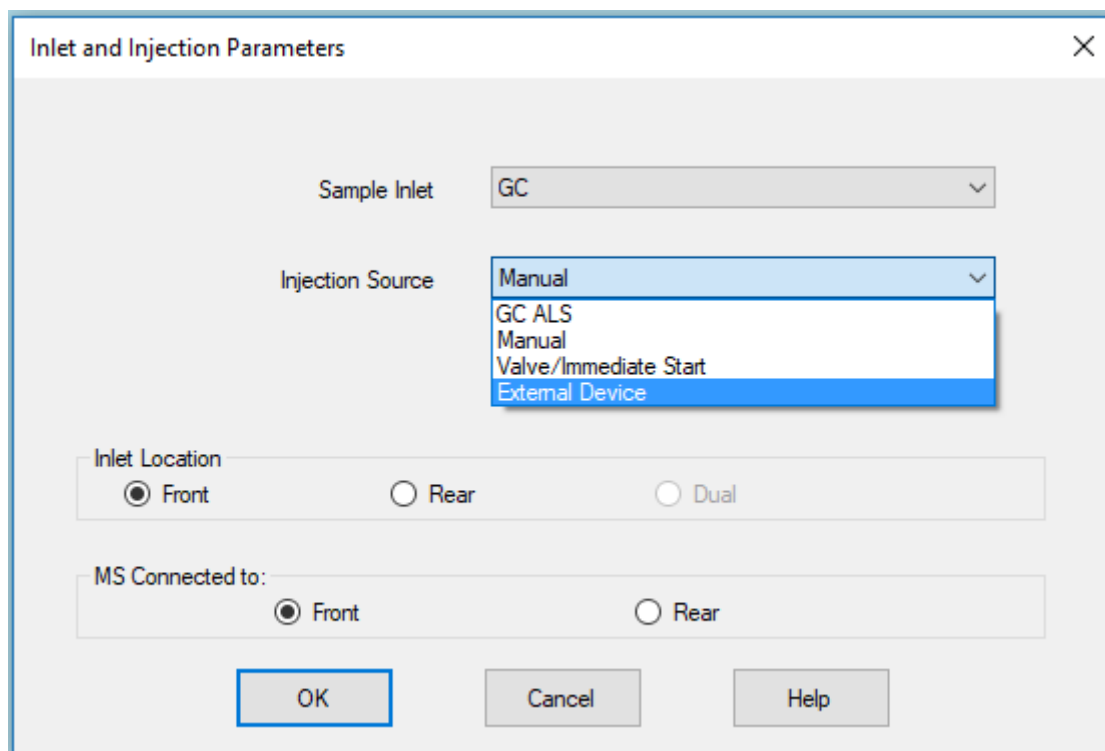 Inlet and Injection Parameters
Sample Inlet GC
Injection Source Manual
GC ALS
Manual
Valve/Immediate Start
External Device
Inlet Location
Front Rear Dual
MS Connected to:
Front Rear
OK Cancel Help